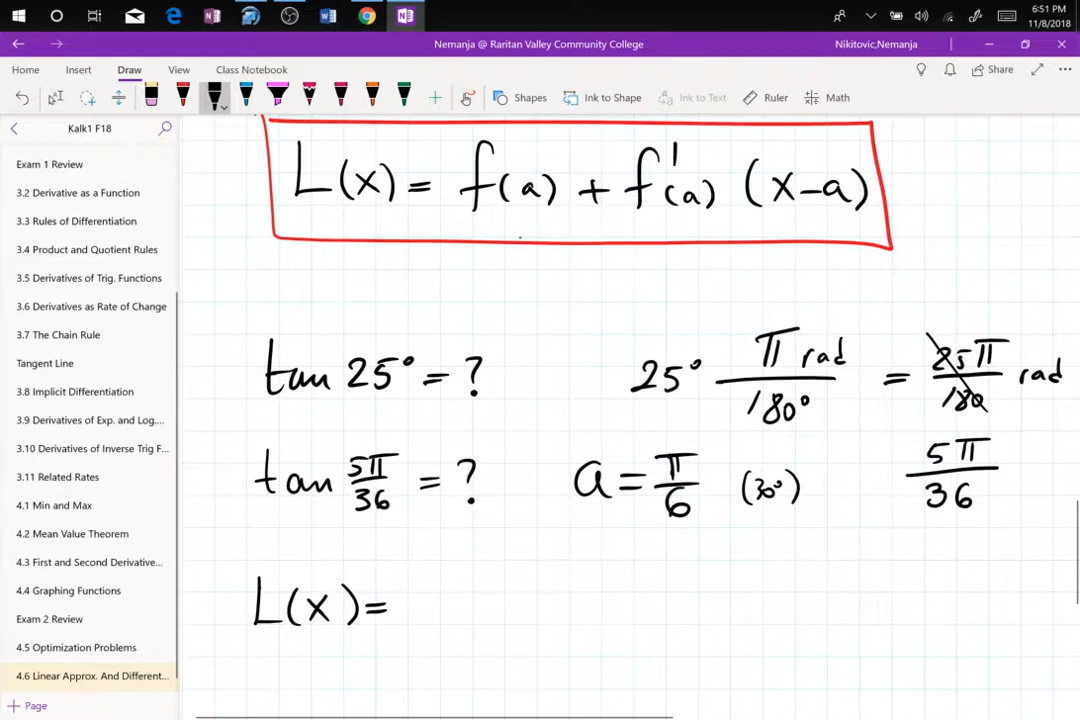 6:51 PM
11/8/2018
Nemanja @ Raritan Valley Community College
Nikitovic,Nemanja
Home Insert Draw View Class Notebook
Share
Shapes Ink to Shape Ink to Text Ruler Math
Kalk1 F18
Exam 1 Review
3.2 Derivative as a Function
3.3 Rules of Differentiation
3.4 Product and Quotient Rules
3.5 Derivatives of Trig. Functions
3.6 Derivatives as Rate of Change
3.7 The Chain Rule
Tangent Line
3.8 Implicit Differentiation
3.9 Derivatives of Exp. and Log....
3.10 Derivatives of Inverse Trig F...
3.11 Related Rates
4.1 Min and Max
4.2 Mean Value Theorem
4.3 First and Second Derivative...
4.4 Graphing Functions
Exam 2 Review
4.5 Optimization Problems
4.6 Linear Approx. And Different...
+ Page
L(x) = f(a) + f'(a) (x-a)
tan 25° = ? 25° π rad / 180° = 25π / 180 rad
tan 5π/36 = ? a = π/6 (30°) 5π/36
L(x) =